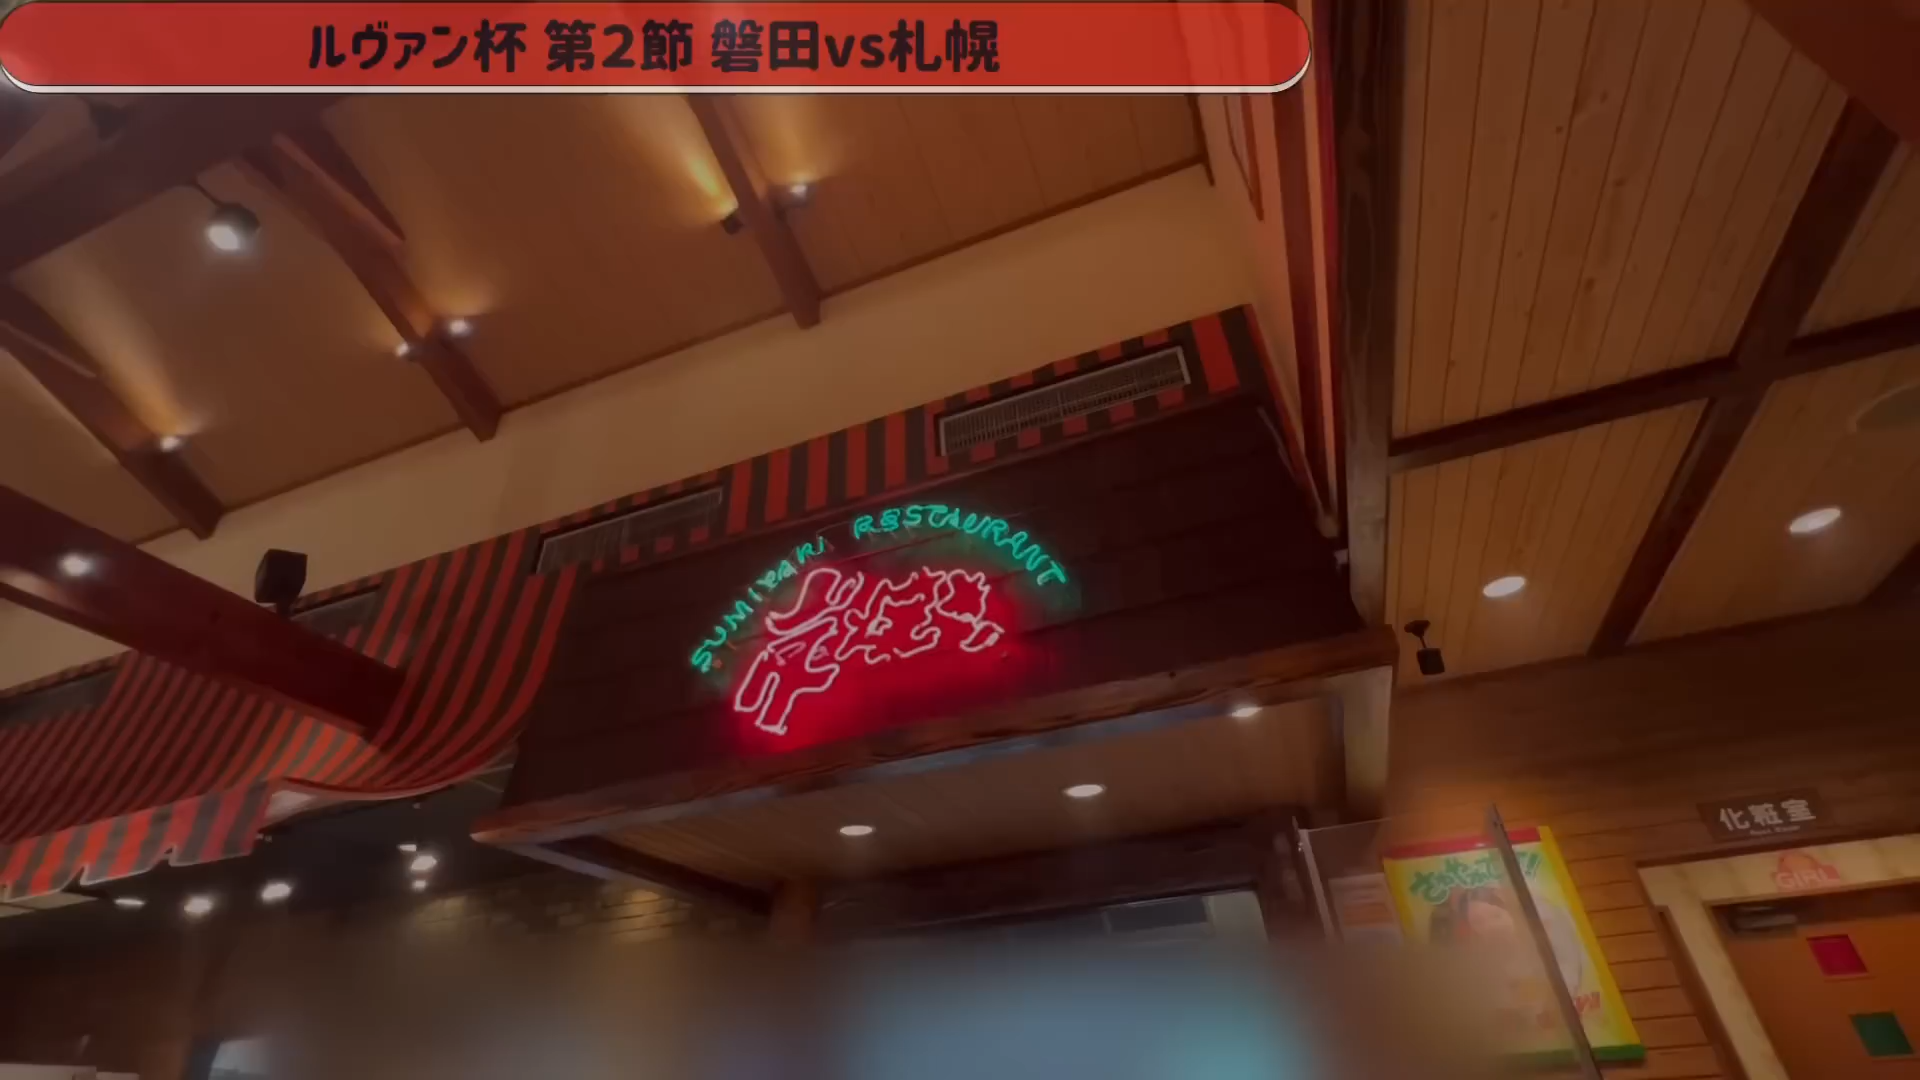 ルヴァン杯 第2節 磐田vs札幌
SUMIYAKI RESTAURANT
さわやか
化粧室
GIRL